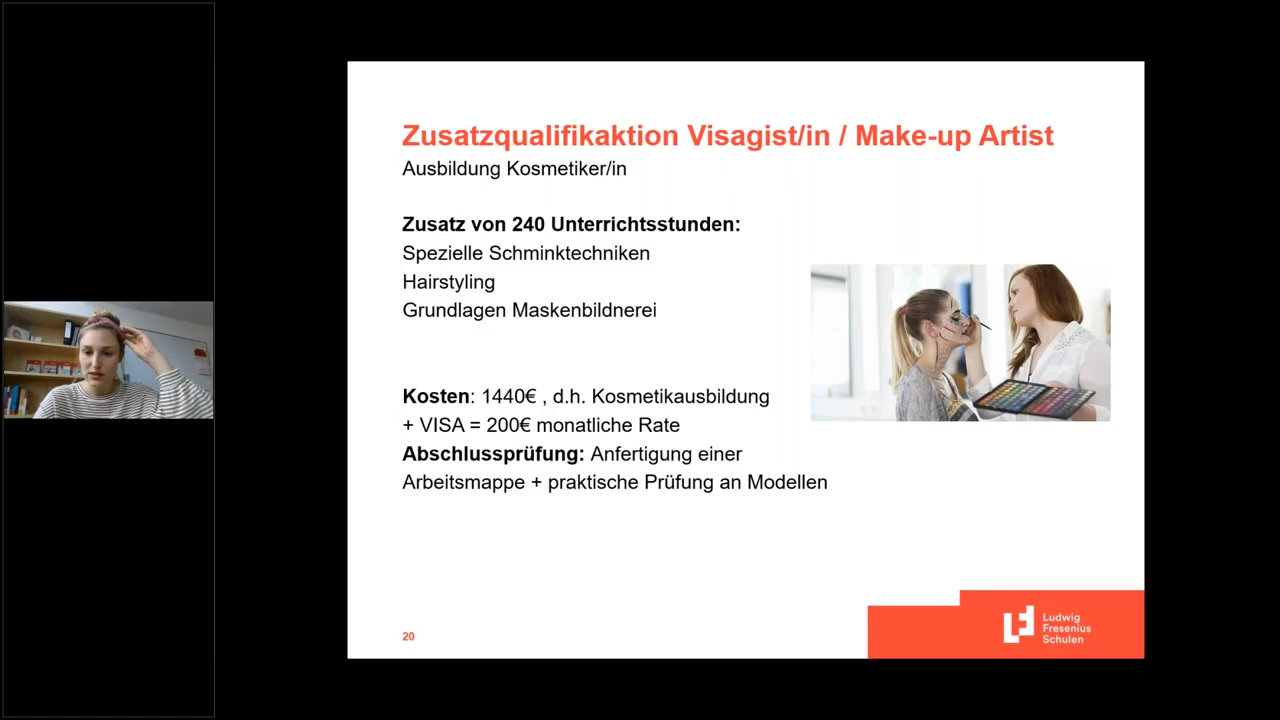 Zusatzqualifikaktion Visagist/in / Make-up Artist
Ausbildung Kosmetiker/in
Zusatz von 240 Unterrichtsstunden:
Spezielle Schminktechniken
Hairstyling
Grundlagen Maskenbildnerei
Kosten: 1440€ , d.h. Kosmetikausbildung
+ VISA = 200€ monatliche Rate
Abschlussprüfung: Anfertigung einer
Arbeitsmappe + praktische Prüfung an Modellen
20
Ludwig
Fresenius
Schulen